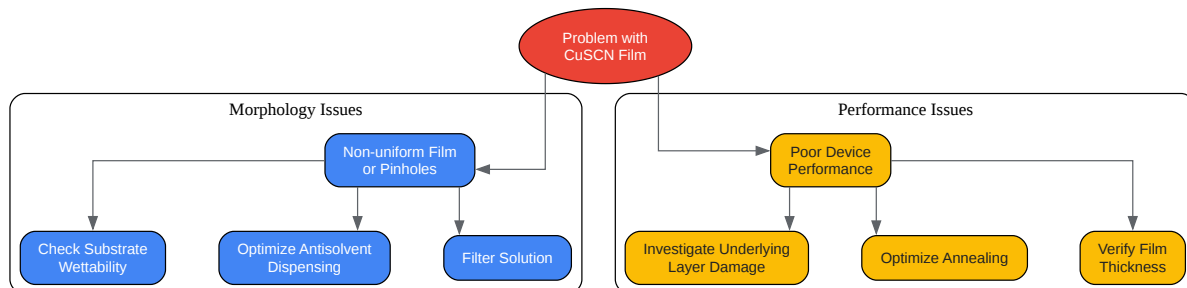 Problem with
CuSCN Film
Morphology Issues
Performance Issues
Non-uniform Film
or Pinholes
Poor Device
Performance
Check Substrate
Wettability
Optimize Antisolvent
Dispensing
Filter Solution
Investigate Underlying
Layer Damage
Optimize Annealing
Verify Film
Thickness